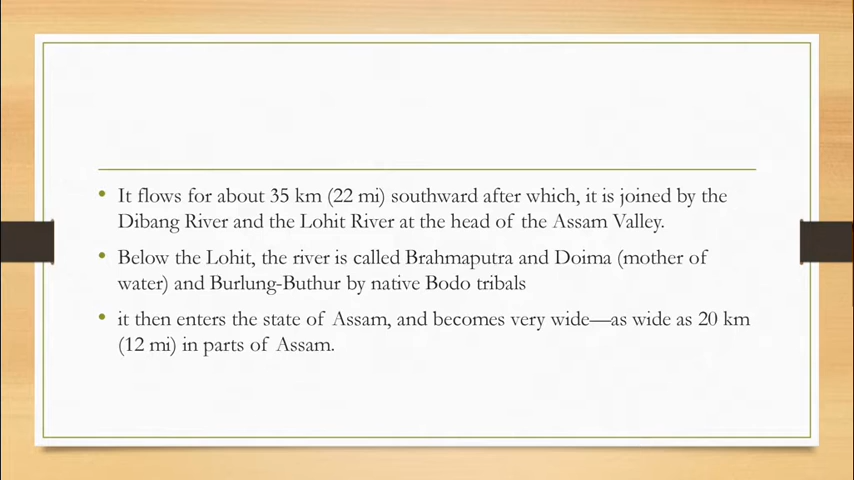 • It flows for about 35 km (22 mi) southward after which, it is joined by the
Dibang River and the Lohit River at the head of the Assam Valley.
• Below the Lohit, the river is called Brahmaputra and Doima (mother of
water) and Burlung-Buthur by native Bodo tribals
• it then enters the state of Assam, and becomes very wide—as wide as 20 km
(12 mi) in parts of Assam.